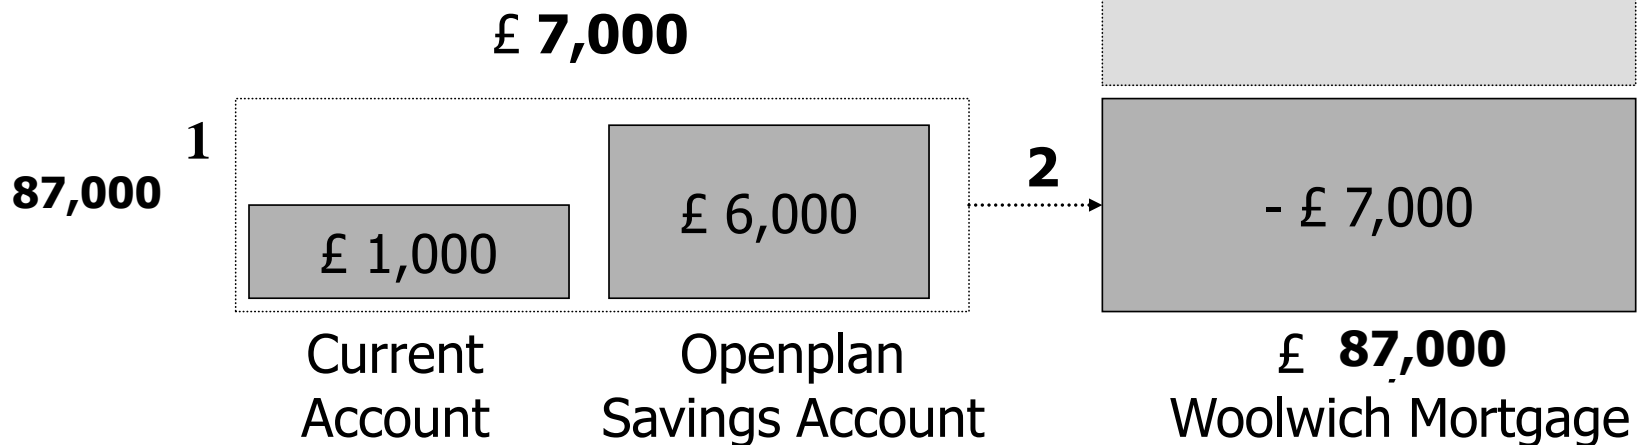 £ 7,000
1
2
87,000
£ 1,000
£ 6,000
- £ 7,000
Current
Account
Openplan
Savings Account
£ 87,000
Woolwich Mortgage